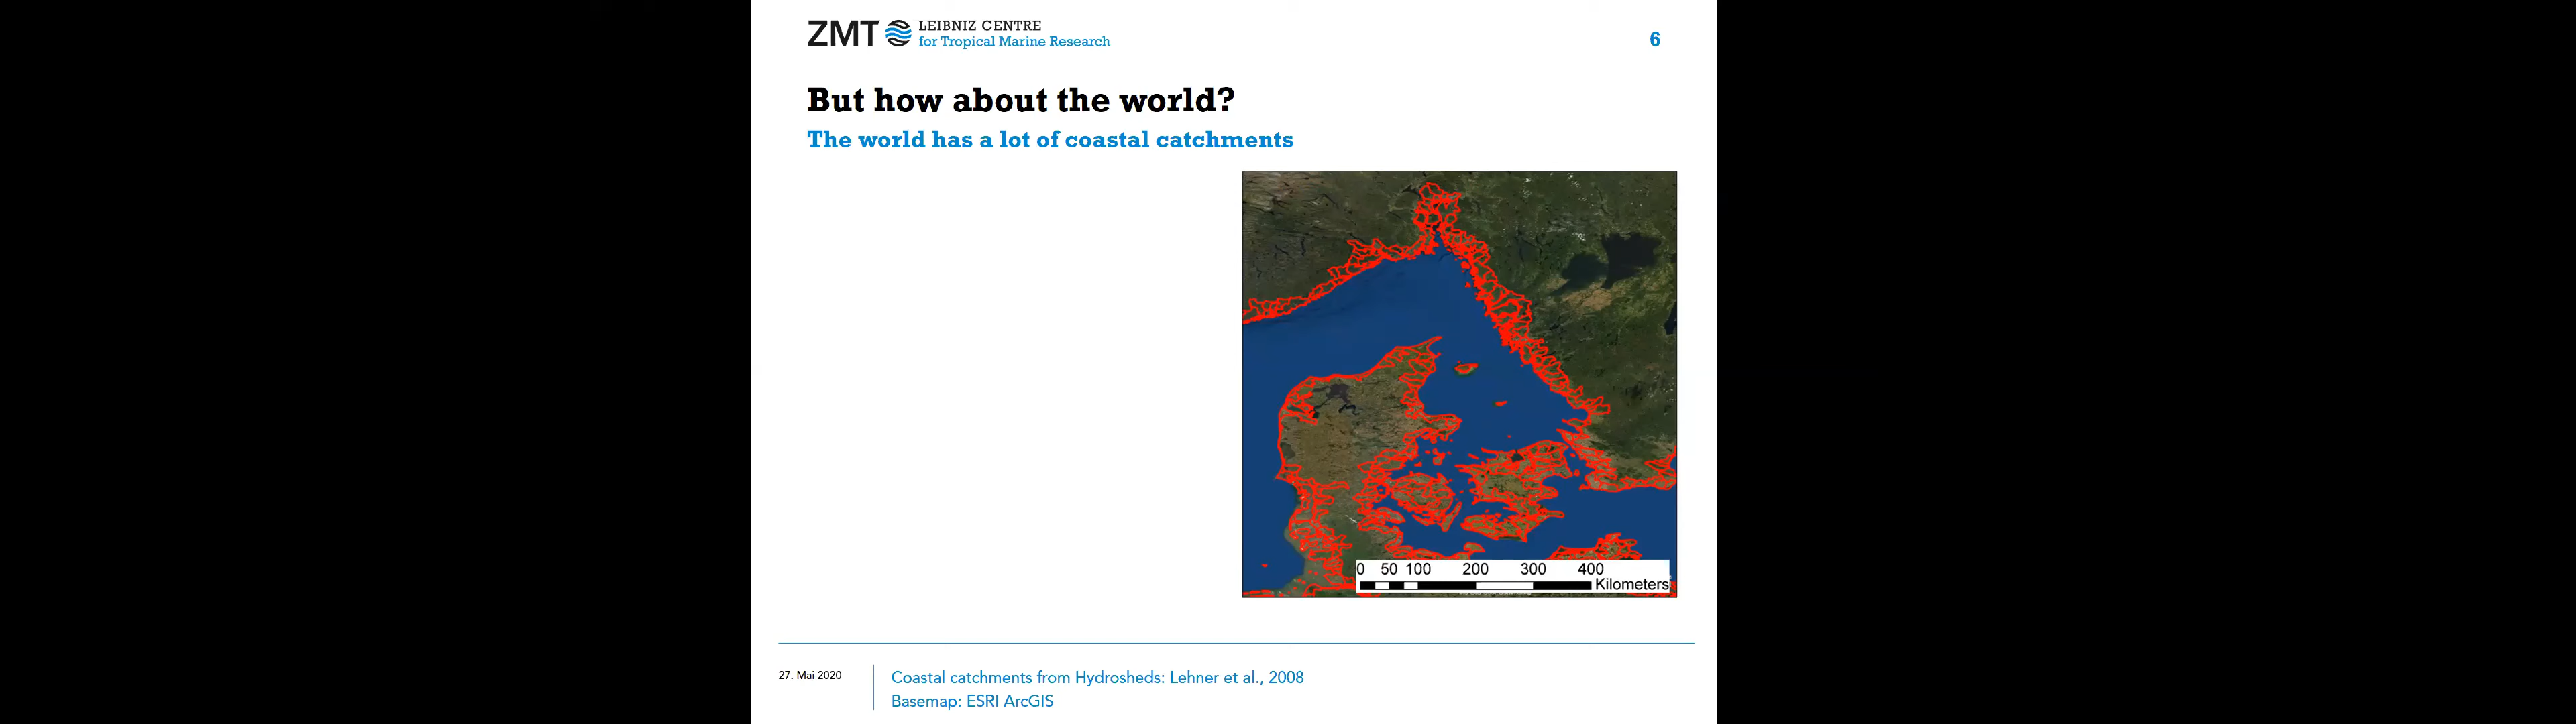 ZMT LEIBNIZ CENTRE
for Tropical Marine Research
6
But how about the world?
The world has a lot of coastal catchments
0 50 100 200 300 400
Kilometers
27. Mai 2020
Coastal catchments from Hydrosheds: Lehner et al., 2008
Basemap: ESRI ArcGIS